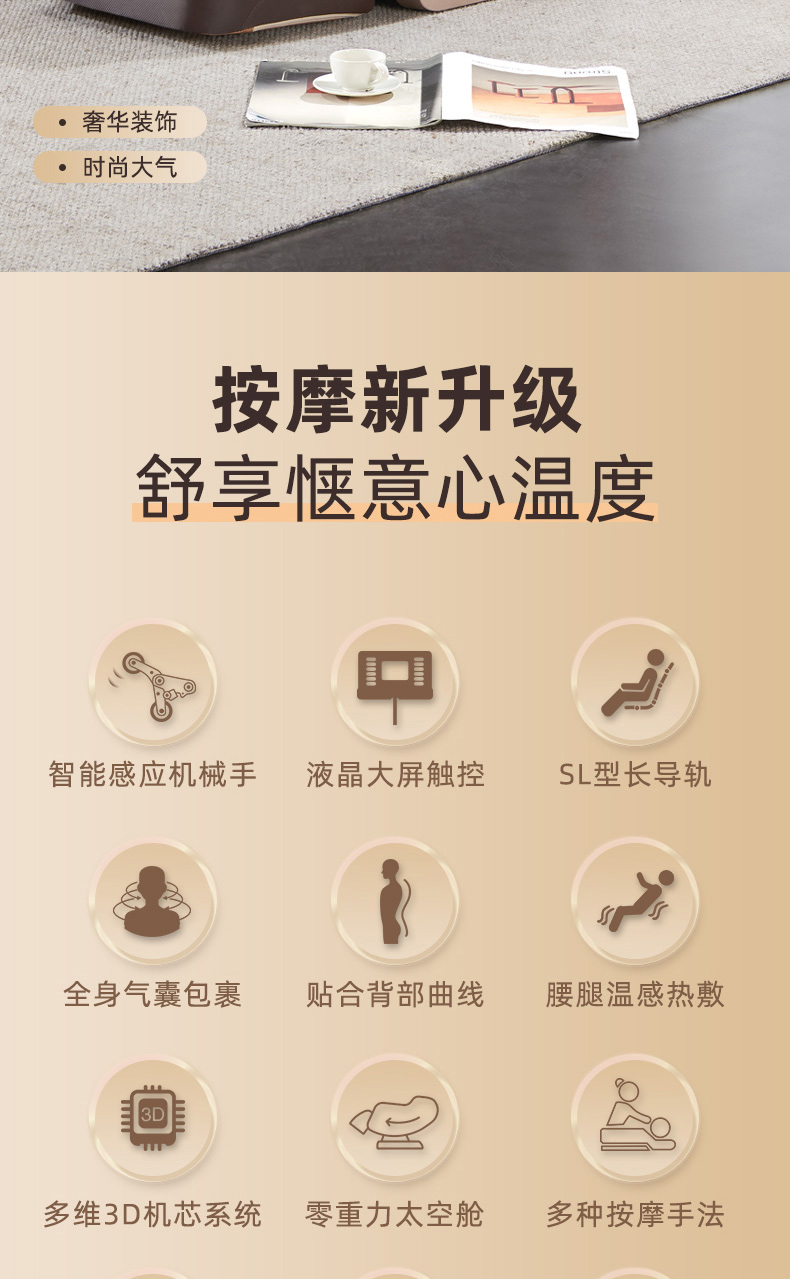 Strong
• 奢华装饰
• 时尚大气
按摩新升级
舒享惬意心温度
智能感应机械手
液晶大屏触控
SL型长导轨
全身气囊包裹
贴合背部曲线
腰腿温感热敷
3D
多维3D机芯系统
零重力太空舱
多种按摩手法